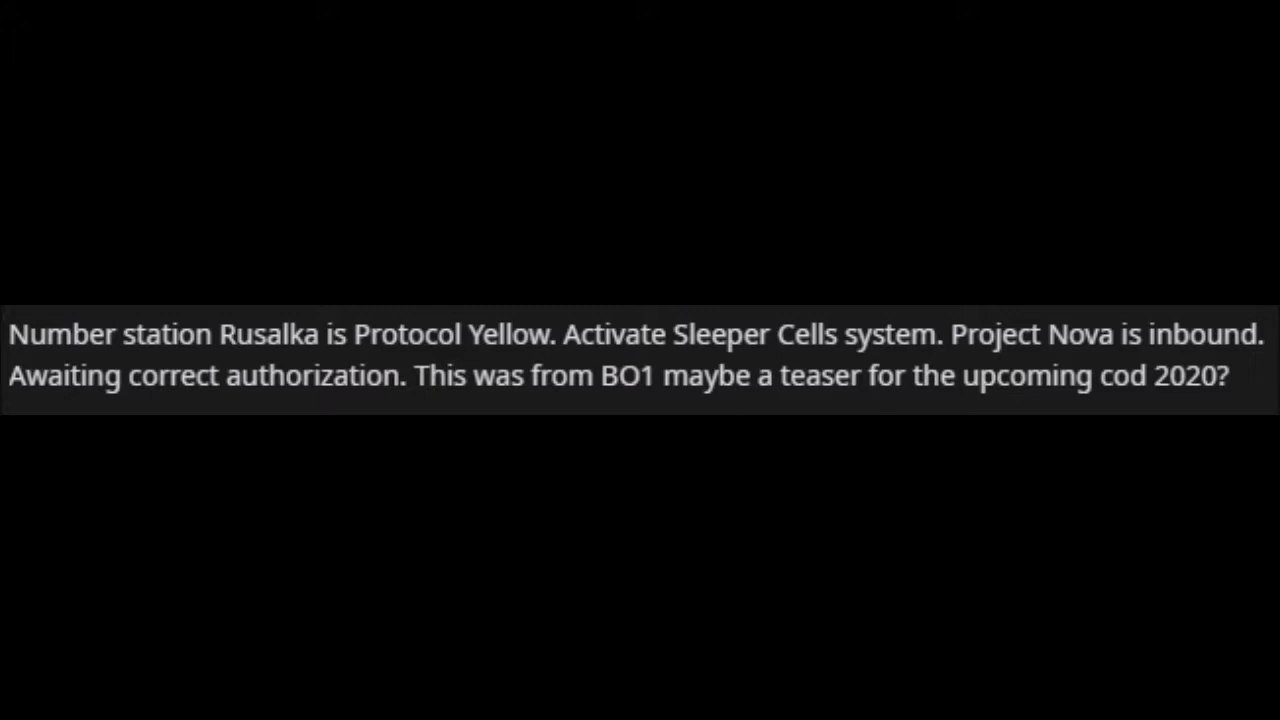 Number station Rusalka is Protocol Yellow. Activate Sleeper Cells system. Project Nova is inbound.
Awaiting correct authorization. This was from BO1 maybe a teaser for the upcoming cod 2020?